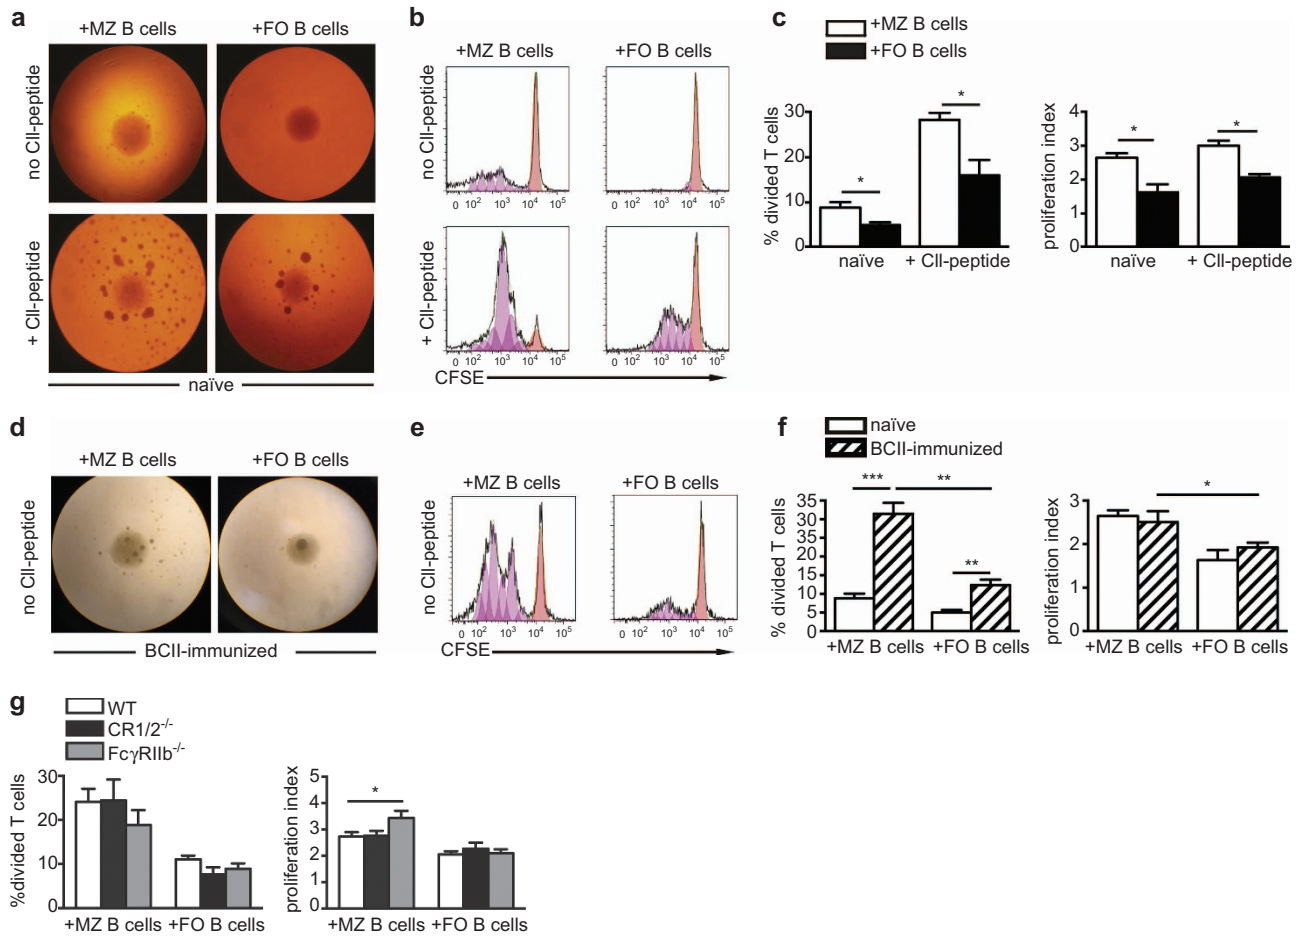 a
+MZ B cells +FO B cells
no CII-peptide
+ CII-peptide
naïve
b
+MZ B cells +FO B cells
no CII-peptide
0 10² 10³ 10⁴ 10⁵ 0 10² 10³ 10⁴ 10⁵
+ CII-peptide
0 10² 10³ 10⁴ 10⁵ 0 10² 10³ 10⁴ 10⁵
CFSE
c
+MZ B cells
+FO B cells
% divided T cells
30
20
10
0
* *
naïve + CII-peptide
proliferation index
4
3
2
1
0
* *
naïve + CII-peptide
d
+MZ B cells +FO B cells
no CII-peptide
BCII-immunized
e
+MZ B cells +FO B cells
no CII-peptide
0 10² 10³ 10⁴ 10⁵ 0 10² 10³ 10⁴ 10⁵
CFSE
f
naïve
BCII-immunized
% divided T cells
35
30
35
20
15
10
5
0
*** ** **
+MZ B cells +FO B cells
proliferation index
3
2
1
0
*
+MZ B cells +FO B cells
g
WT
CR1/2⁻/⁻
FcγRIIb⁻/⁻
%divided T cells
30
20
10
0
+MZ B cells +FO B cells
proliferation index
5
4
3
2
1
0
*
+MZ B cells +FO B cells